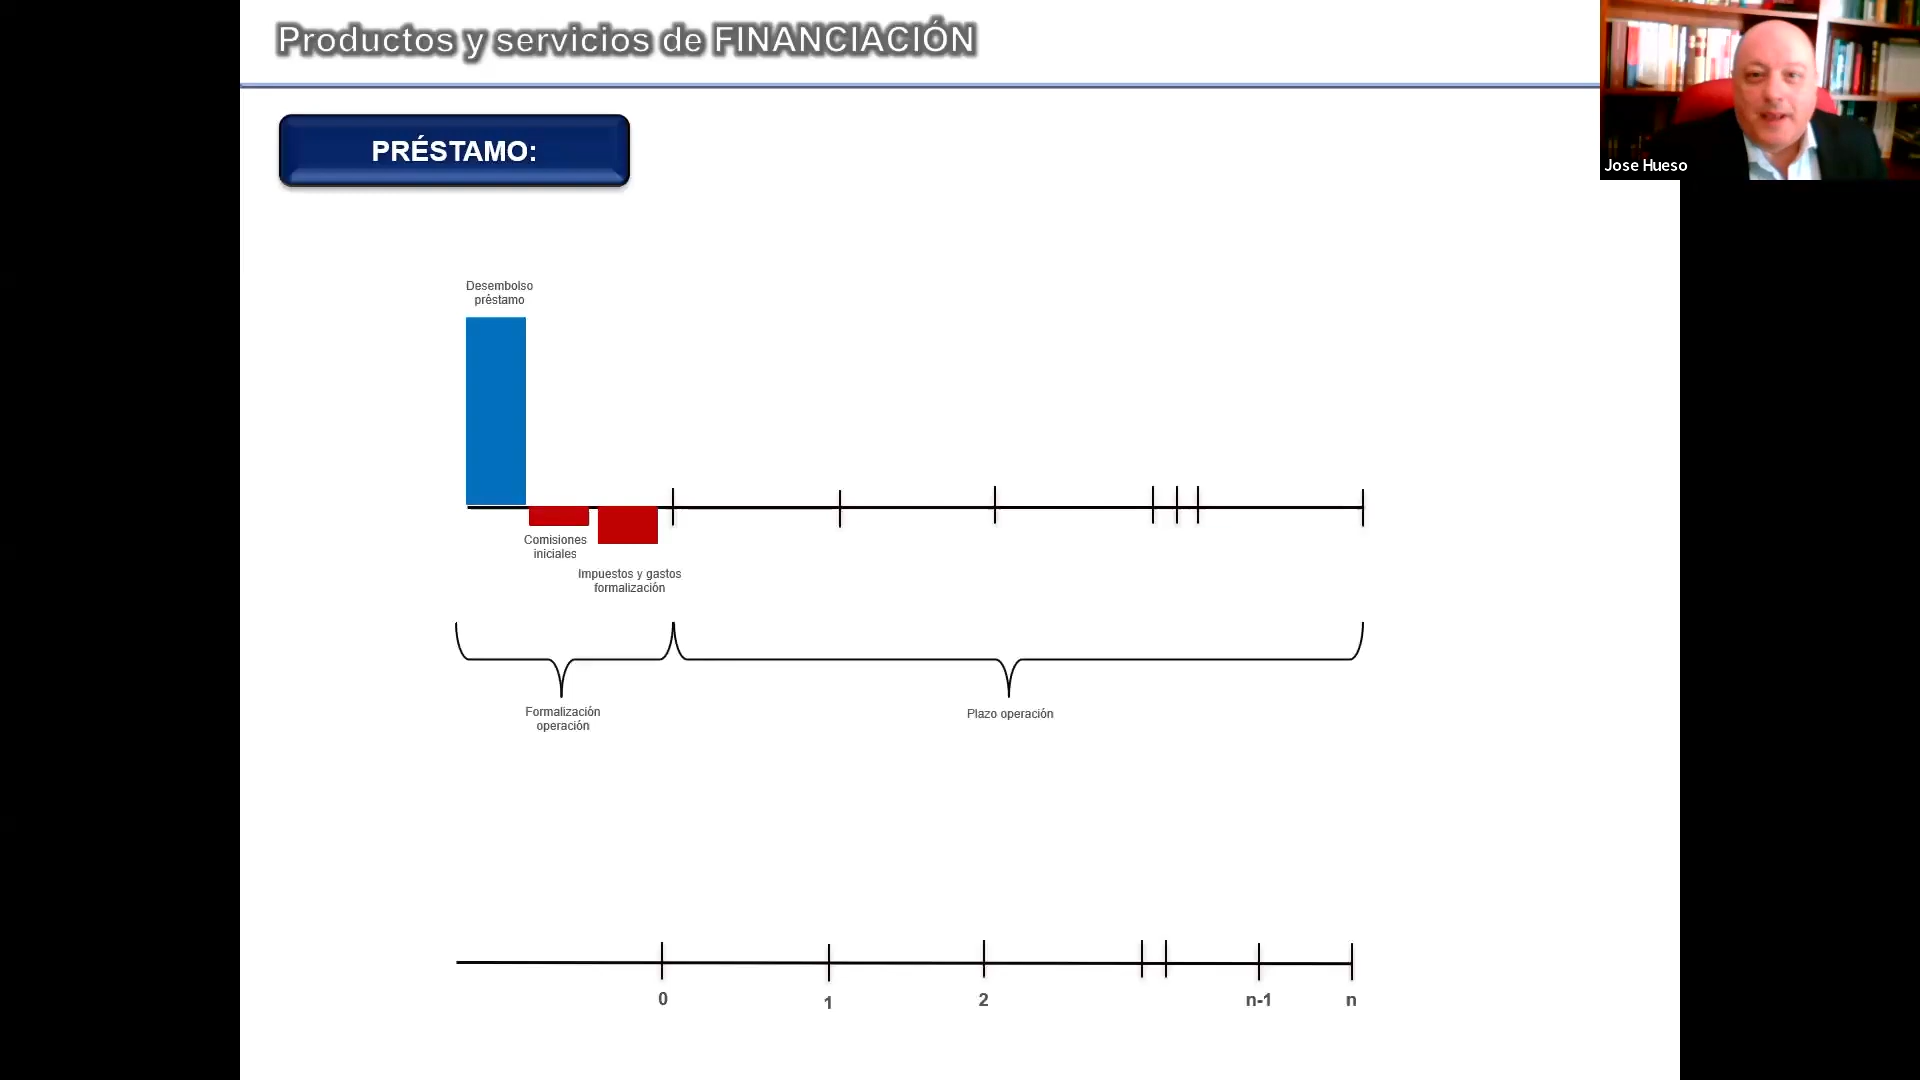 Productos y servicios de FINANCIACIÓN
Jose Hueso
PRÉSTAMO:
Desembolso
préstamo
Comisiones
iniciales
Impuestos y gastos
formalización
Formalización
operación
Plazo operación
0
1
2
n-1
n